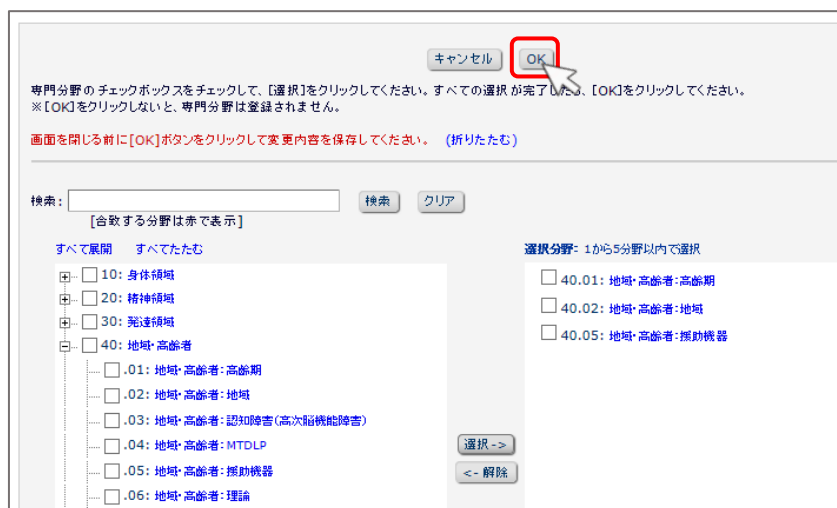 キャンセル OK
専門分野のチェックボックスをチェックして、[選択]をクリックしてください。すべての選択が完了したら、[OK]をクリックしてください。
※[OK]をクリックしないと、専門分野は登録されません。
画面を閉じる前に[OK]ボタンをクリックして変更内容を保存してください。 (折りたたむ)
検索: 検索 クリア
[合致する分野は赤で表示]
すべて展開 すべてたたむ
10: 身体領域
20: 精神領域
30: 発達領域
40: 地域・高齢者
.01: 地域・高齢者:高齢期
.02: 地域・高齢者:地域
.03: 地域・高齢者:認知障害(高次脳機能障害)
.04: 地域・高齢者:MTDLP
.05: 地域・高齢者:援助機器
.06: 地域・高齢者:理論
選択->
<-解除
選択分野: 1から5分野以内で選択
40.01: 地域・高齢者:高齢期
40.02: 地域・高齢者:地域
40.05: 地域・高齢者:援助機器